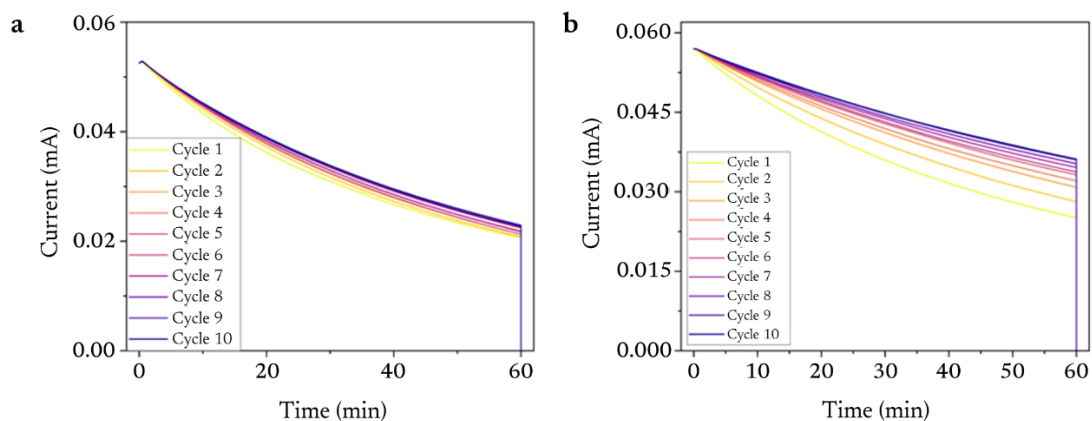 a
0.06
0.04
0.02
0.00
Current (mA)
Cycle 1
Cycle 2
Cycle 3
Cycle 4
Cycle 5
Cycle 6
Cycle 7
Cycle 8
Cycle 9
Cycle 10
0 20 40 60
Time (min)
b
0.060
0.045
0.030
0.015
0.000
Current (mA)
Cycle 1
Cycle 2
Cycle 3
Cycle 4
Cycle 5
Cycle 6
Cycle 7
Cycle 8
Cycle 9
Cycle 10
0 10 20 30 40 50 60
Time (min)